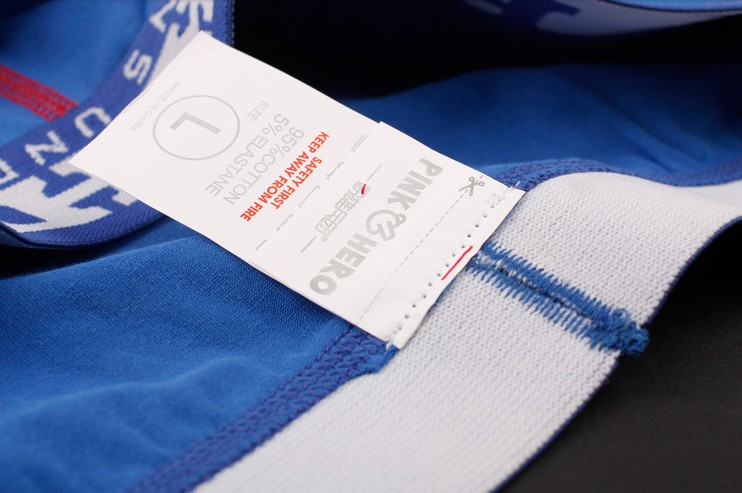 PINK HERO
KEEP AWAY FROM FIRE
SAFETY FIRST
95%COTTON
5%ELASTANE
SIZE:
L
MADE IN CHINA